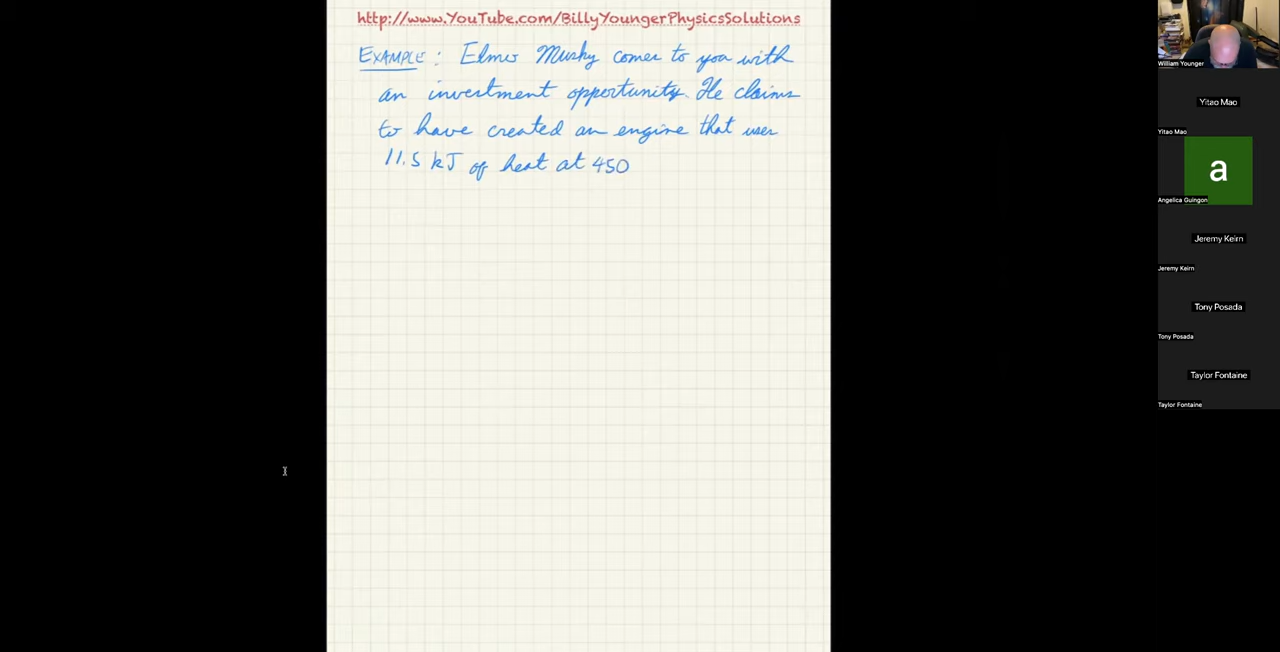 http://www.YouTube.com/BillyYoungerPhysicsSolutions
EXAMPLE: Elmo Musky comes to you with
an investment opportunity. He claims
to have created an engine that uses
11.5 kJ of heat at 450
William Younger
Yitao Mao
Yitao Mao
a
Angelica Guingon
Jeremy Keirn
Jeremy Keirn
Tony Posada
Tony Posada
Taylor Fontaine
Taylor Fontaine